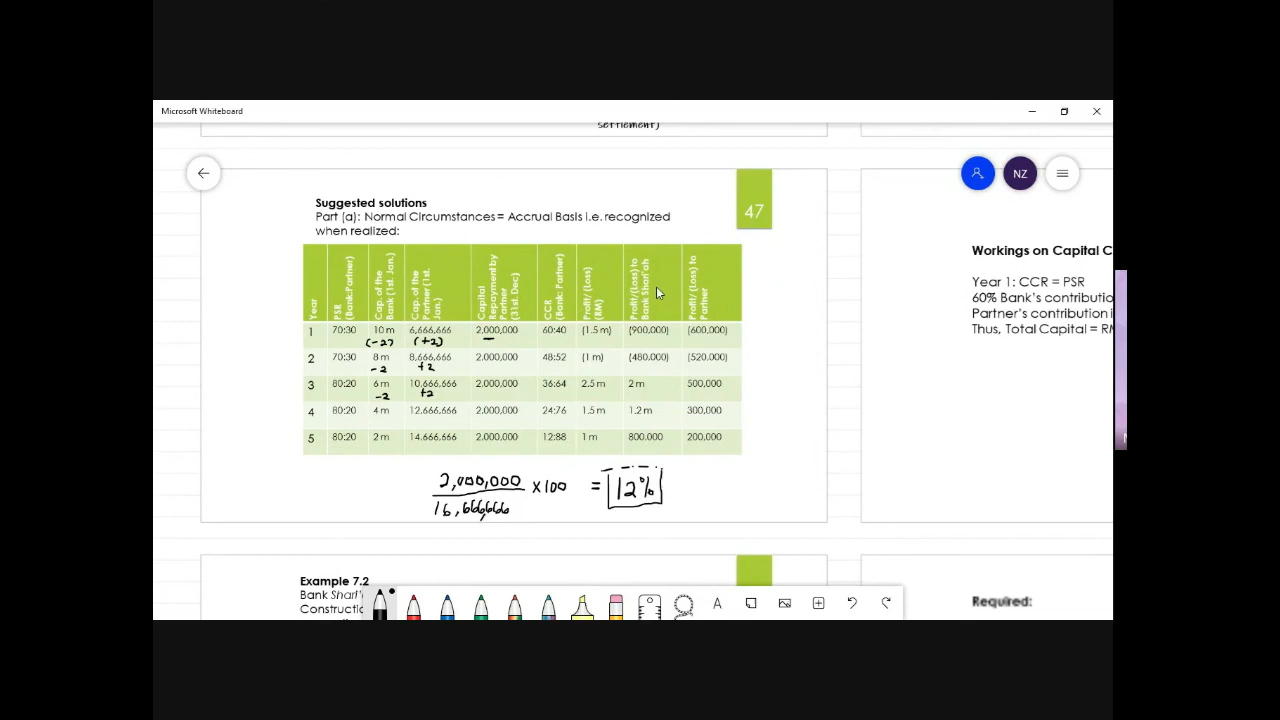 Microsoft Whiteboard
settlement)
NZ
Suggested solutions
47
Part (a): Normal Circumstances = Accrual Basis i.e. recognized
when realized:
Year PSR (Bank:Partner) Cap. of the Bank (1st. Jan.) Cap. of the Partner (1st. Jan.) Capital Repayment by Partner (31st. Dec) CCR (Bank: Partner) Profit/ (Loss) (RM) Profit/ (Loss) to Bank Shari'ah Profit/ (Loss) to Partner
1 70:30 10 m 6,666,666 2,000,000 60:40 (1.5 m) (900,000) (600,000)
(-2) (+2)
2 70:30 8 m 8,666,666 2,000,000 48:52 (1 m) (480,000) (520,000)
-2 +2
3 80:20 6 m 10,666,666 2,000,000 36:64 2.5 m 2 m 500,000
-2 +2
4 80:20 4 m 12,666,666 2,000,000 24:76 1.5 m 1.2 m 300,000
5 80:20 2 m 14,666,666 2,000,000 12:88 1 m 800,000 200,000
2,000,000 x100 = 12%
16,666,666
Workings on Capital C
Year 1: CCR = PSR
60% Bank's contributio
Partner's contribution i
Thus, Total Capital = RM
Example 7.2
Bank Shari'
Constructio
Required: